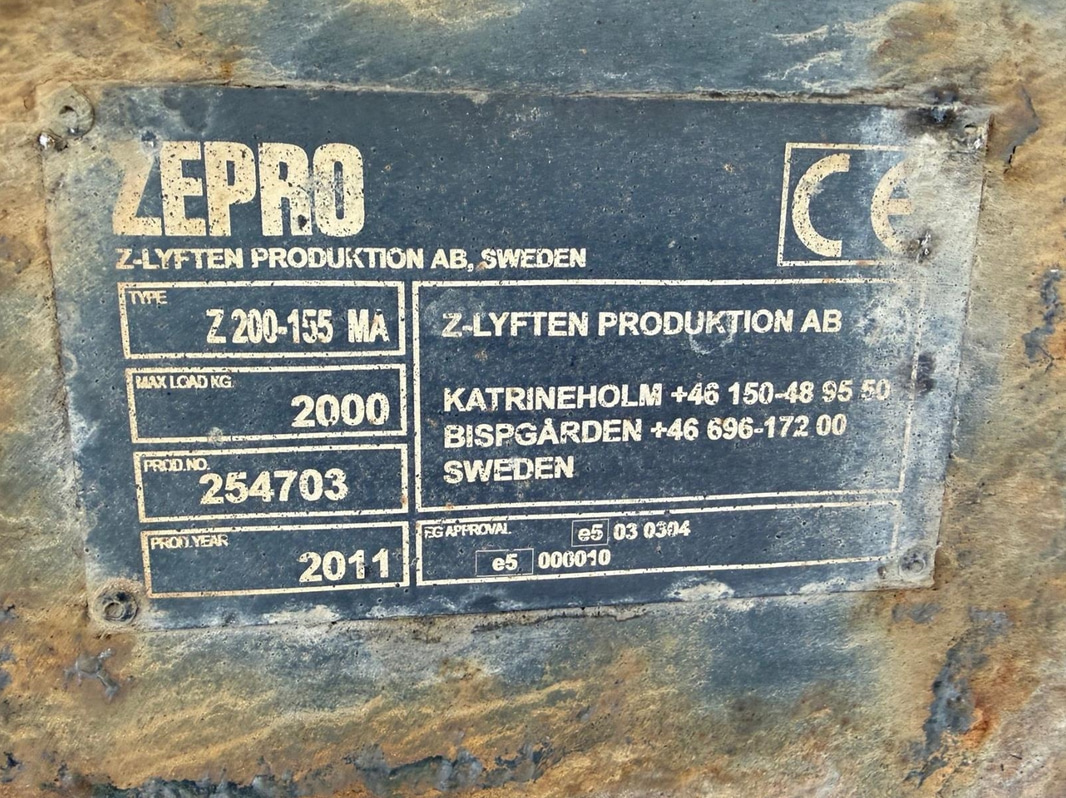 ZEPRO
CE
Z-LYFTEN PRODUKTION AB, SWEDEN
TYPE
Z 200-155 MA
MAX LOAD KG
2000
PROD.NO.
254703
PROD.YEAR
2011
Z-LYFTEN PRODUKTION AB
KATRINEHOLM +46 150-48 95 50
BISPGÅRDEN +46 696-172 00
SWEDEN
EG APPROVAL
e5 03 0304
e5 000010